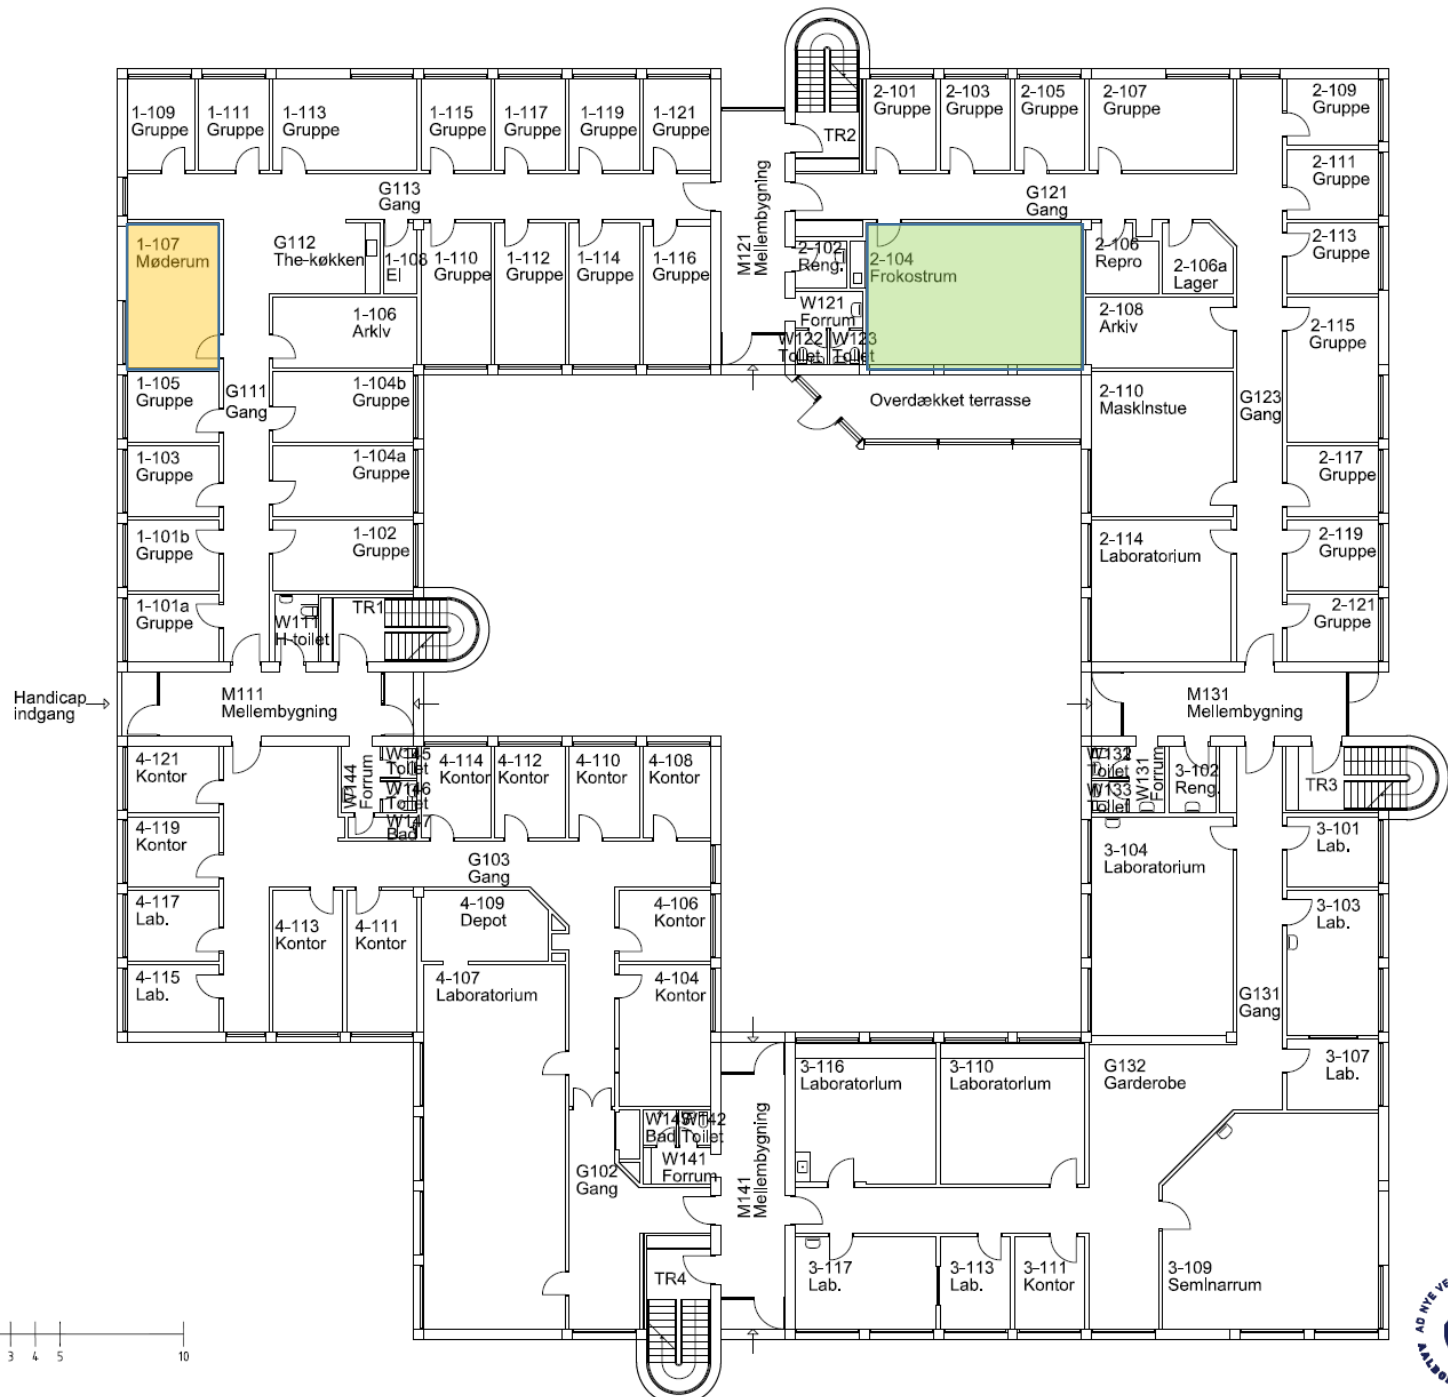 1-109
Gruppe
1-111
Gruppe
1-113
Gruppe
1-115
Gruppe
1-117
Gruppe
1-119
Gruppe
1-121
Gruppe
TR2
2-101
Gruppe
2-103
Gruppe
2-105
Gruppe
2-107
Gruppe
2-109
Gruppe
2-111
Gruppe
G113
Gang
M121
Mellembygning
G121
Gang
1-107
Møderum
G112
The-køkken
1-108
El
1-110
Gruppe
1-112
Gruppe
1-114
Gruppe
1-116
Gruppe
2-102
Reng.
2-104
Frokostrum
2-106
Repro
2-106a
Lager
2-113
Gruppe
1-106
Arkiv
W121
Forrum
W122
Toilet
W123
Toilet
2-108
Arkiv
2-115
Gruppe
1-105
Gruppe
G111
Gang
1-104b
Gruppe
Overdækket terrasse
2-110
Maskinstue
G123
Gang
1-103
Gruppe
1-104a
Gruppe
2-117
Gruppe
1-101b
Gruppe
1-102
Gruppe
2-114
Laboratorium
2-119
Gruppe
1-101a
Gruppe
W111
H-toilet
TR1
2-121
Gruppe
Handicap
indgang
M111
Mellembygning
M131
Mellembygning
4-121
Kontor
W144
Forrum
W145
Toilet
W146
Toilet
W147
Bad
4-114
Kontor
4-112
Kontor
4-110
Kontor
4-108
Kontor
W132
Toilet
W133
Toilet
W131
Forrum
3-102
Reng.
TR3
4-119
Kontor
G103
Gang
3-104
Laboratorium
3-101
Lab.
4-117
Lab.
4-113
Kontor
4-111
Kontor
4-109
Depot
4-106
Kontor
3-103
Lab.
4-115
Lab.
4-107
Laboratorium
4-104
Kontor
G131
Gang
3-116
Laboratorium
3-110
Laboratorium
G132
Garderobe
3-107
Lab.
Bad
W142
Toilet
W141
Forrum
G102
Gang
M141
Mellembygning
TR4
3-117
Lab.
3-113
Lab.
3-111
Kontor
3-109
Seminarrum
3 4 5 10
AD NYE VE